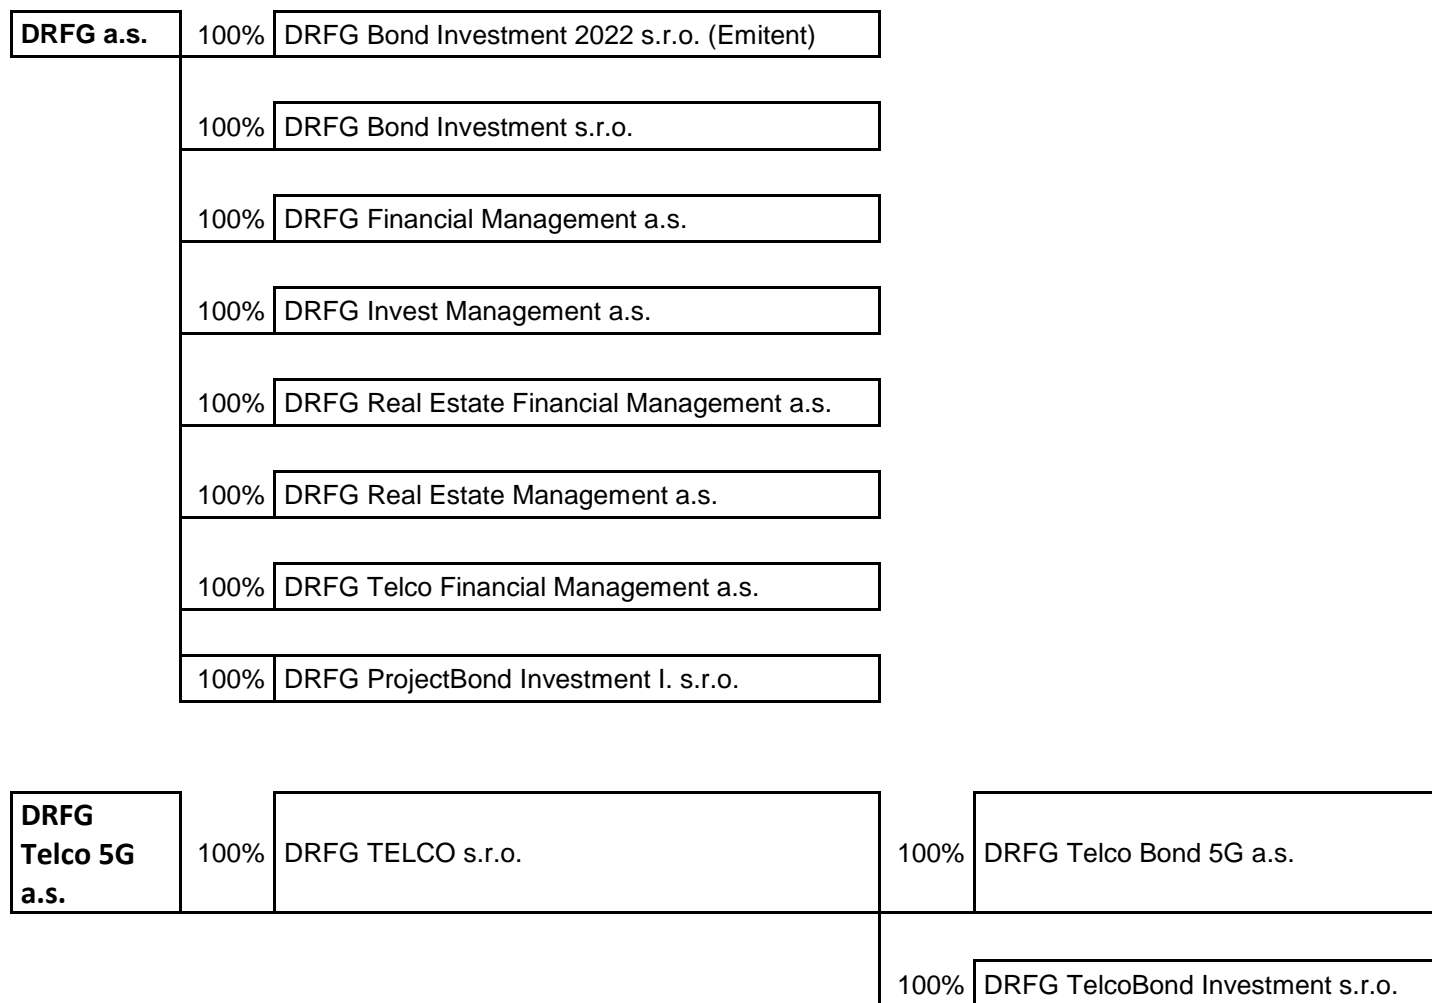 DRFG a.s. 100% DRFG Bond Investment 2022 s.r.o. (Emitent)
100% DRFG Bond Investment s.r.o.
100% DRFG Financial Management a.s.
100% DRFG Invest Management a.s.
100% DRFG Real Estate Financial Management a.s.
100% DRFG Real Estate Management a.s.
100% DRFG Telco Financial Management a.s.
100% DRFG ProjectBond Investment I. s.r.o.
DRFG
Telco 5G
a.s.
100% DRFG TELCO s.r.o. 100% DRFG Telco Bond 5G a.s.
100% DRFG TelcoBond Investment s.r.o.